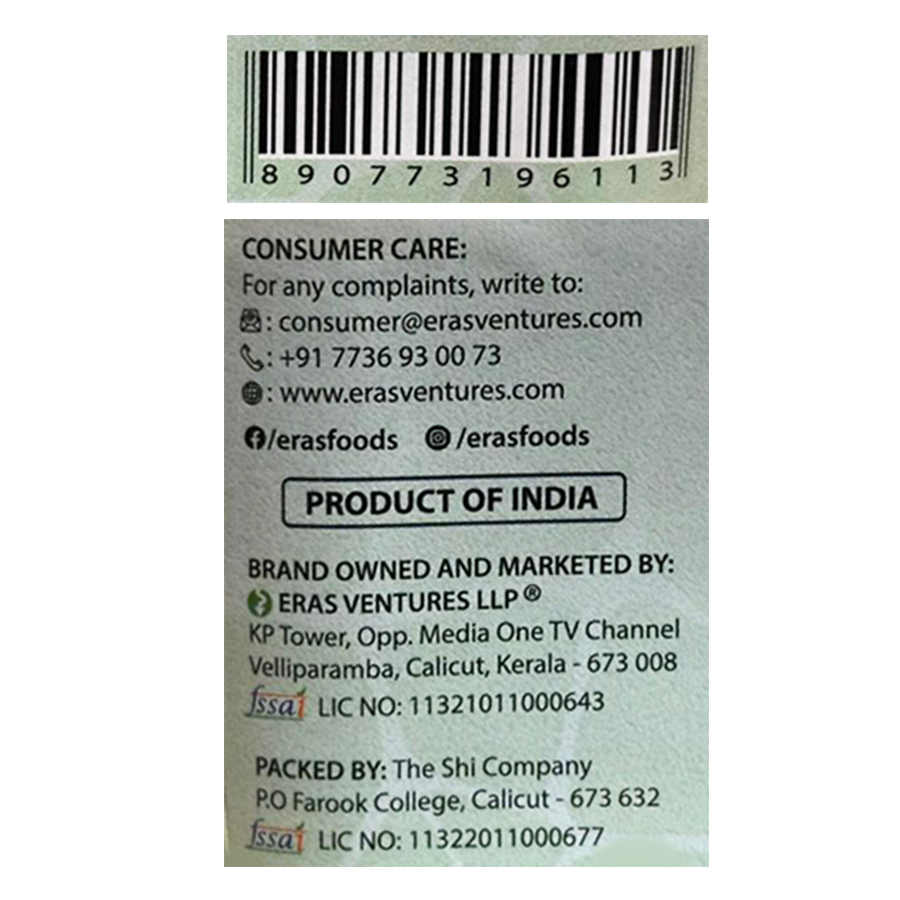 8 907731 961113
CONSUMER CARE:
For any complaints, write to:
: consumer@erasventures.com
: +91 7736 93 00 73
: www.erasventures.com
/erasfoods /erasfoods
PRODUCT OF INDIA
BRAND OWNED AND MARKETED BY:
ERAS VENTURES LLP®
KP Tower, Opp. Media One TV Channel
Velliparamba, Calicut, Kerala - 673 008
fssai LIC NO: 11321011000643
PACKED BY: The Shi Company
P.O Farook College, Calicut - 673 632
fssai LIC NO: 11322011000677